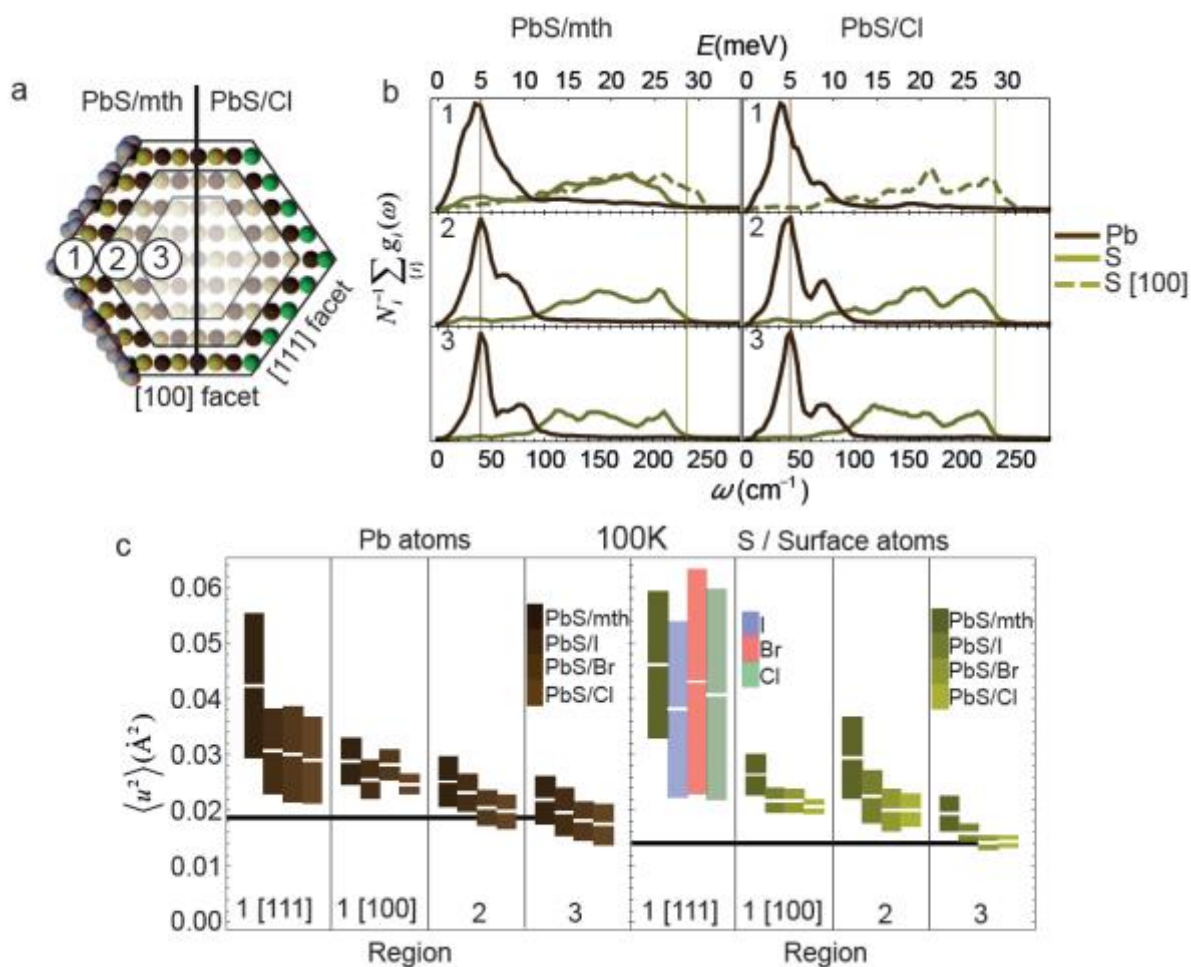 PbS/mth PbS/Cl
E(meV)
0 5 10 15 20 25 30 0 5 10 15 20 25 30
a
PbS/mth PbS/Cl
1 2 3
[100] facet
[111] facet
b
N_i^{-1} \sum_{\{i\}} g_i(ω)
1 1
2 2
3 3
Pb
S
S [100]
0 50 100 150 200 250 0 50 100 150 200 250
ω(cm⁻¹)
c
Pb atoms 100K S / Surface atoms
⟨u²⟩(Å²)
0.06
0.05
0.04
0.03
0.02
0.01
0.00
PbS/mth
PbS/I
PbS/Br
PbS/Cl
I
Br
Cl
PbS/mth
PbS/I
PbS/Br
PbS/Cl
1 [111] 1 [100] 2 3 1 [111] 1 [100] 2 3
Region Region